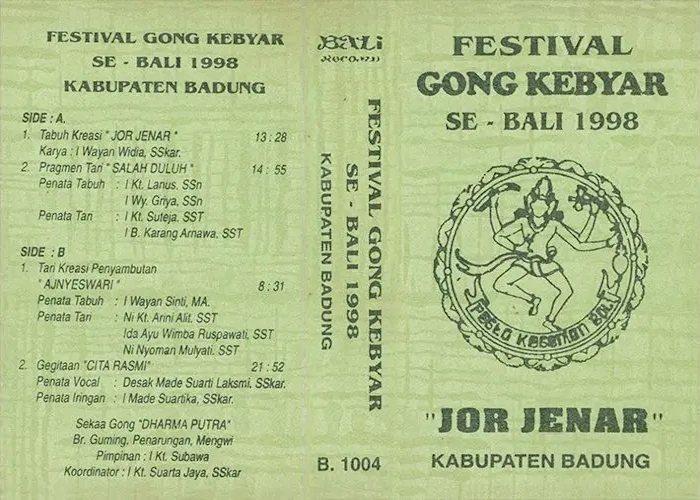 FESTIVAL GONG KEBYAR
SE - BALI 1998
KABUPATEN BADUNG
SIDE : A.
1. Tabuh Kreasi " JOR JENAR " 13 : 28
Karya : I Wayan Widia, SSkar.
2. Pragmen Tari " SALAH DULUH " 14 : 55
Penata Tabuh : I Kt. Lanus, SSn
I Wy. Griya, SSn
Penata Tari : I Kt. Suteja, SST
I B. Karang Arnawa, SST
SIDE : B
1. Tari Kreasi Penyambutan
" AJNYESWARI " 8 : 31
Penata Tabuh : I Wayan Sinti, MA.
Penata Tari : Ni Kt. Arini Alit, SST
Ida Ayu Wimba Ruspawati, SST
Ni Nyoman Mulyati, SST
2. Gegitaan "CITA RASMI" 21 : 52
Penata Vocal : Desak Made Suarti Laksmi, SSkar.
Penata Iringan : I Made Suartika, SSkar.
Sekaa Gong "DHARMA PUTRA"
Br. Guming, Penarungan, Mengwi
Pimpinan : I Kt. Subawa
Koordinator : I Kt. Suarta Jaya, SSkar
BALi
RECORD
FESTIVAL GONG KEBYAR
SE - BALI 1998
KABUPATEN BADUNG
B. 1004
FESTIVAL
GONG KEBYAR
SE - BALI 1998
Pesta Kesenian Bali
"JOR JENAR"
KABUPATEN BADUNG